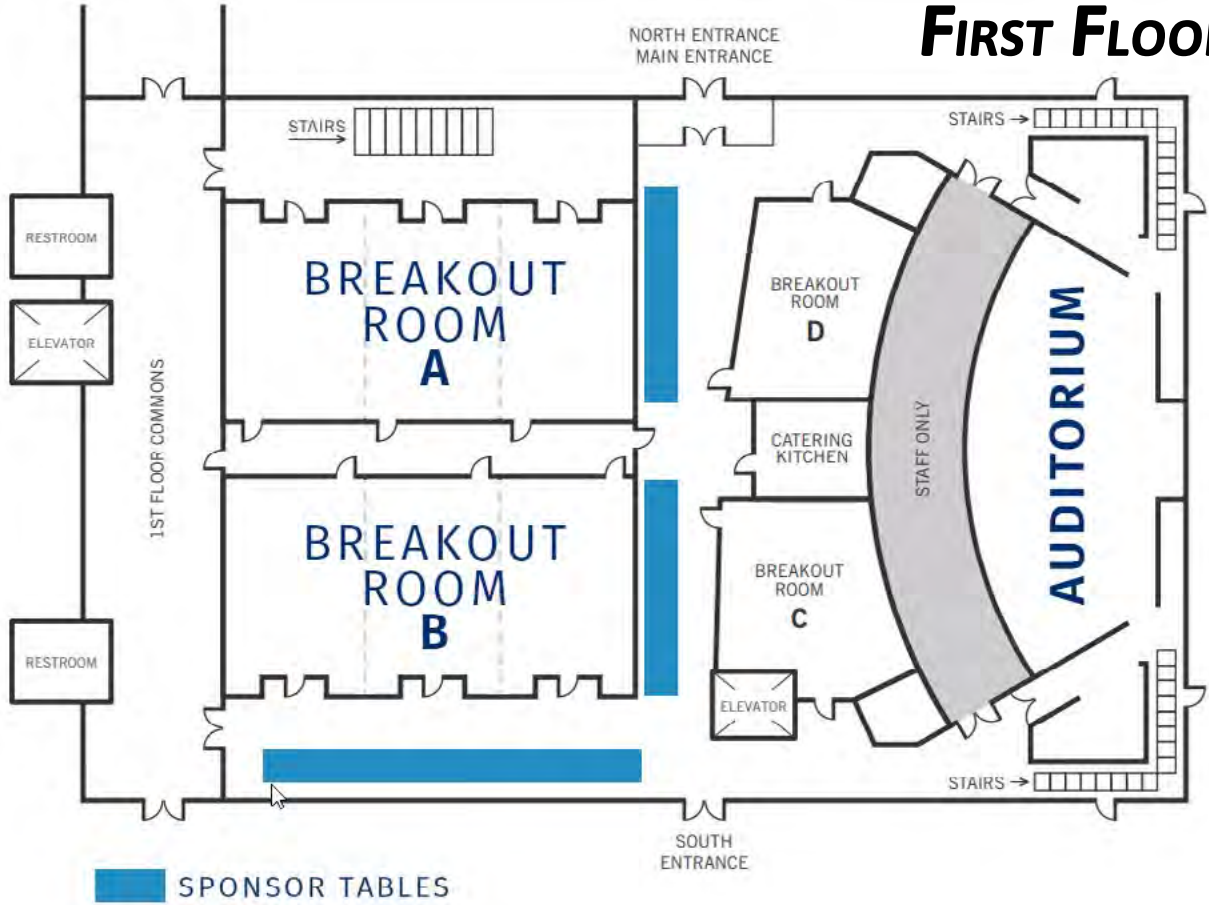 FIRST FLOOR
NORTH ENTRANCE
MAIN ENTRANCE
STAIRS
STAIRS
RESTROOM
ELEVATOR
1ST FLOOR COMMONS
BREAKOUT
ROOM
A
BREAKOUT
ROOM
D
CATERING
KITCHEN
STAFF ONLY
AUDITORIUM
BREAKOUT
ROOM
B
BREAKOUT
ROOM
C
RESTROOM
ELEVATOR
STAIRS
SOUTH
ENTRANCE
SPONSOR TABLES